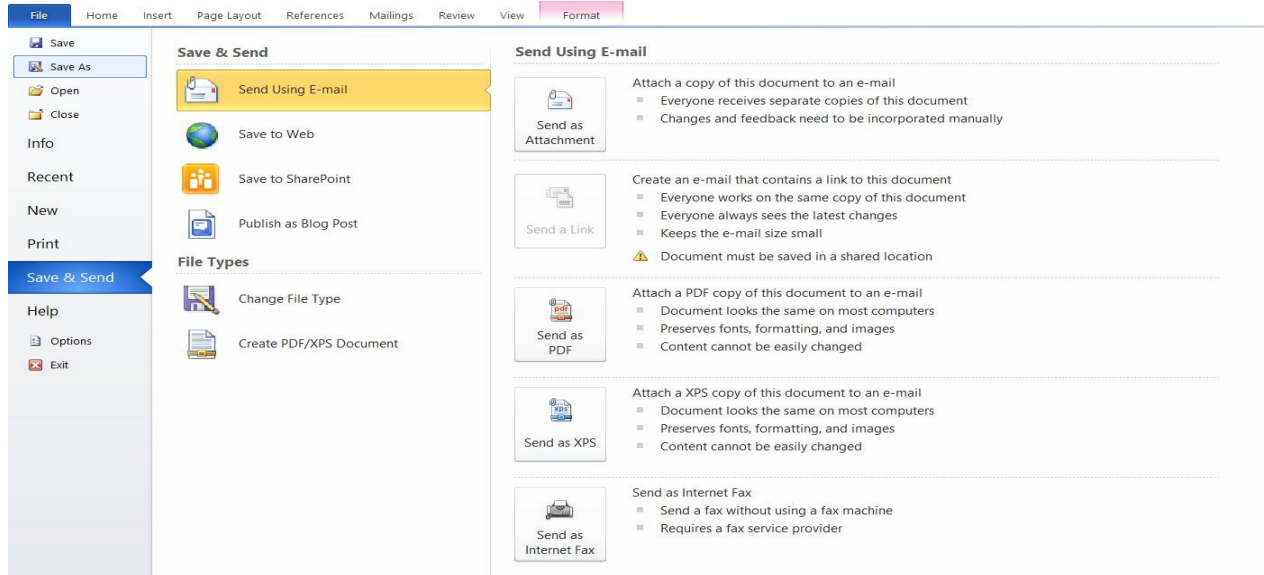 File Home Insert Page Layout References Mailings Review View Format
Save
Save As
Open
Close
Info
Recent
New
Print
Save & Send
Help
Options
Exit
Save & Send
Send Using E-mail
Save to Web
Save to SharePoint
Publish as Blog Post
File Types
Change File Type
Create PDF/XPS Document
Send Using E-mail
Send as
Attachment
Attach a copy of this document to an e-mail
Everyone receives separate copies of this document
Changes and feedback need to be incorporated manually
Send a Link
Create an e-mail that contains a link to this document
Everyone works on the same copy of this document
Everyone always sees the latest changes
Keeps the e-mail size small
Document must be saved in a shared location
pdf
Send as
PDF
Attach a PDF copy of this document to an e-mail
Document looks the same on most computers
Preserves fonts, formatting, and images
Content cannot be easily changed
xps
Send as XPS
Attach a XPS copy of this document to an e-mail
Document looks the same on most computers
Preserves fonts, formatting, and images
Content cannot be easily changed
Send as
Internet Fax
Send as Internet Fax
Send a fax without using a fax machine
Requires a fax service provider